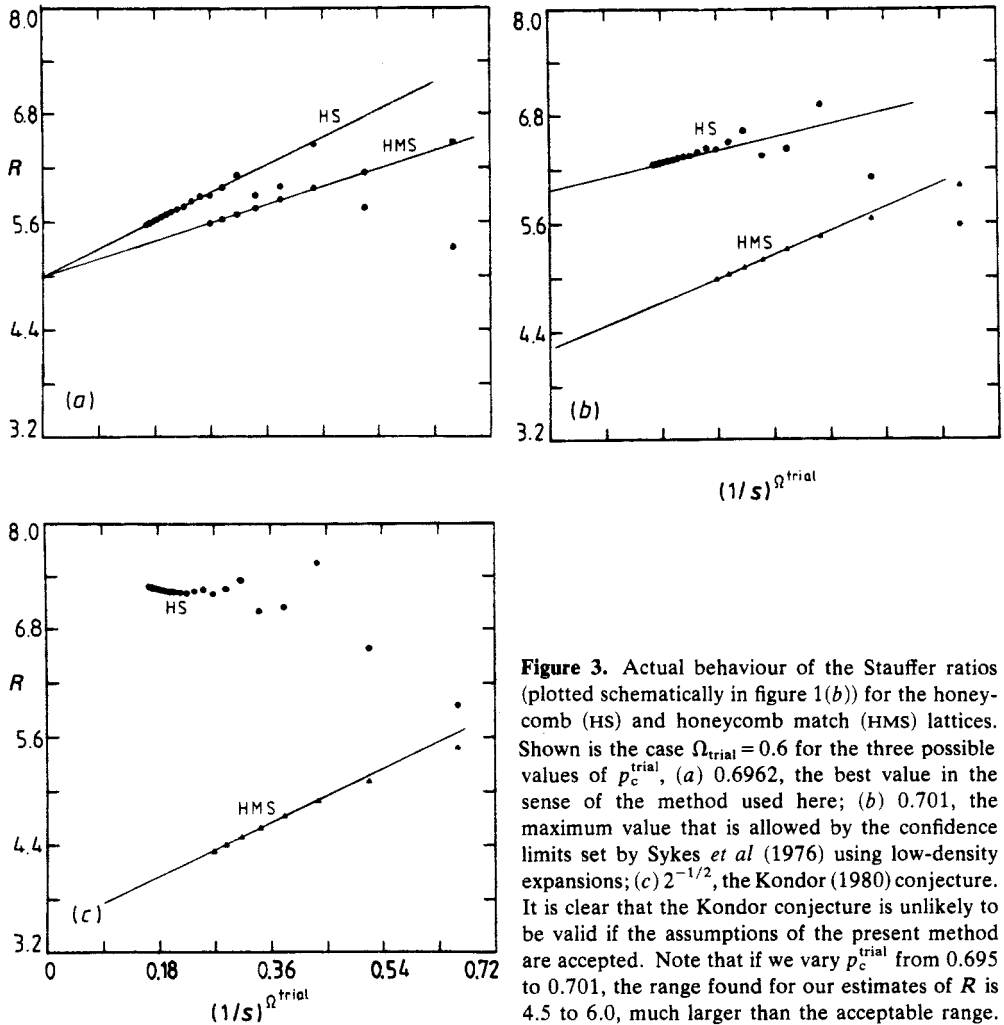 8.0
6.8
R
5.6
4.4
3.2
HS
HMS
(a)
8.0
6.8
5.6
4.4
3.2
HS
HMS
(b)
(1/s)^Ωtrial
8.0
6.8
R
5.6
4.4
3.2
HS
HMS
(c)
0 0.18 0.36 0.54 0.72
(1/s)^Ωtrial
Figure 3. Actual behaviour of the Stauffer ratios
(plotted schematically in figure 1(b)) for the honey-
comb (HS) and honeycomb match (HMS) lattices.
Shown is the case Ωtrial = 0.6 for the three possible
values of p_c^trial, (a) 0.6962, the best value in the
sense of the method used here; (b) 0.701, the
maximum value that is allowed by the confidence
limits set by Sykes et al (1976) using low-density
expansions; (c) 2^−1/2, the Kondor (1980) conjecture.
It is clear that the Kondor conjecture is unlikely to
be valid if the assumptions of the present method
are accepted. Note that if we vary p_c^trial from 0.695
to 0.701, the range found for our estimates of R is
4.5 to 6.0, much larger than the acceptable range.